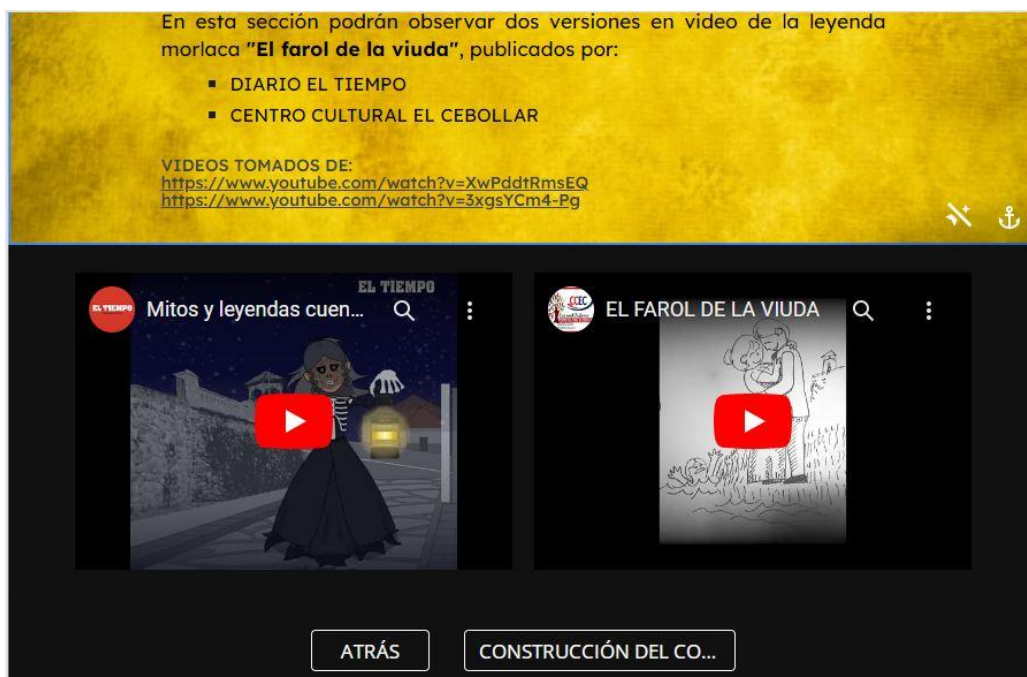 En esta sección podrán observar dos versiones en video de la leyenda
morlaca "El farol de la viuda", publicados por:
▪ DIARIO EL TIEMPO
▪ CENTRO CULTURAL EL CEBOLLAR
VIDEOS TOMADOS DE:
https://www.youtube.com/watch?v=XwPddtRmsEQ
https://www.youtube.com/watch?v=3xgsYCm4-Pg
EL TIEMPO
EL TIEMPO
Mitos y leyendas cuen...
CCEC
EL FAROL DE LA VIUDA
ATRÁS
CONSTRUCCIÓN DEL CO...